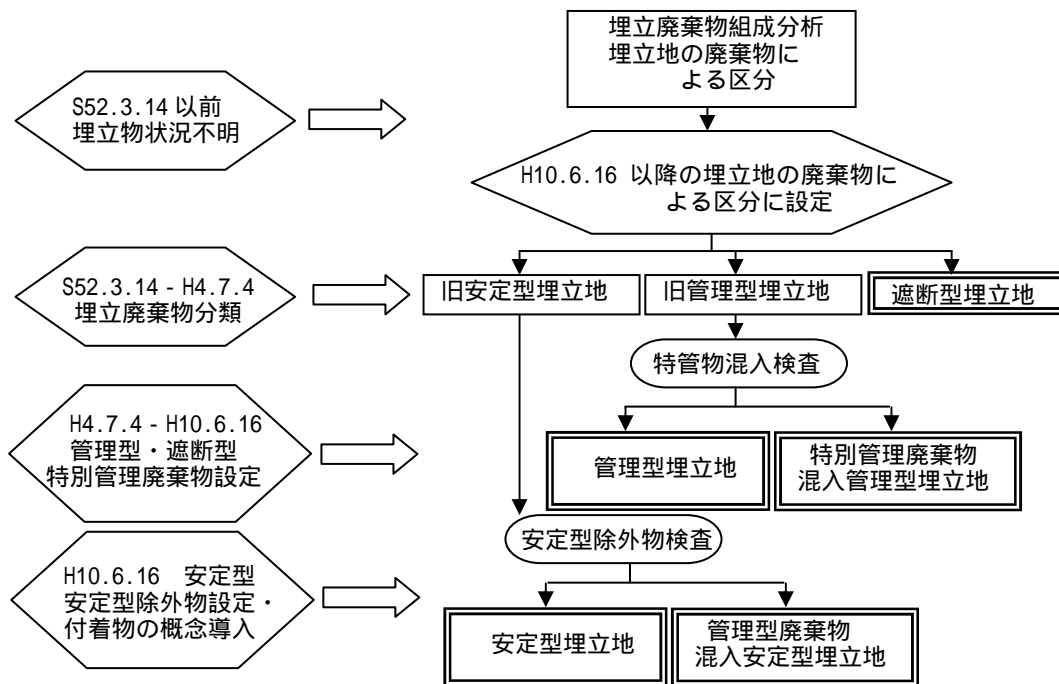 埋立廃棄物組成分析
埋立地の廃棄物に
よる区分
S52.3.14 以前
埋立物状況不明
H10.6.16 以降の埋立地の廃棄物に
よる区分に設定
S52.3.14 - H4.7.4
埋立廃棄物分類
旧安定型埋立地
旧管理型埋立地
遮断型埋立地
特管物混入検査
H4.7.4 - H10.6.16
管理型・遮断型
特別管理廃棄物設定
管理型埋立地
特別管理廃棄物
混入管理型埋立地
安定型除外物検査
H10.6.16 安定型
安定型除外物設定・
付着物の概念導入
安定型埋立地
管理型廃棄物
混入安定型埋立地